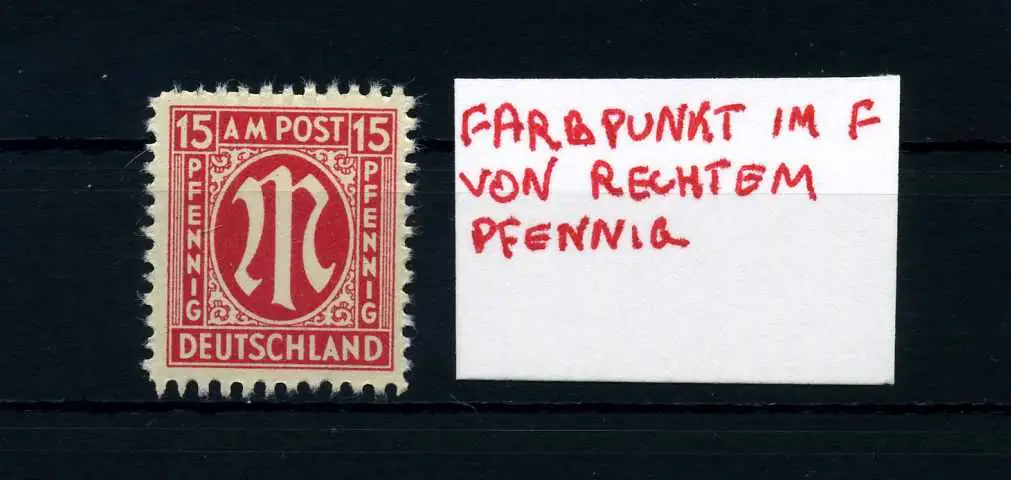 15 AM POST 15
PFENNIG
PFENNIG
DEUTSCHLAND
FARBPUNKT IM F
VON RECHTEM
PFENNIG